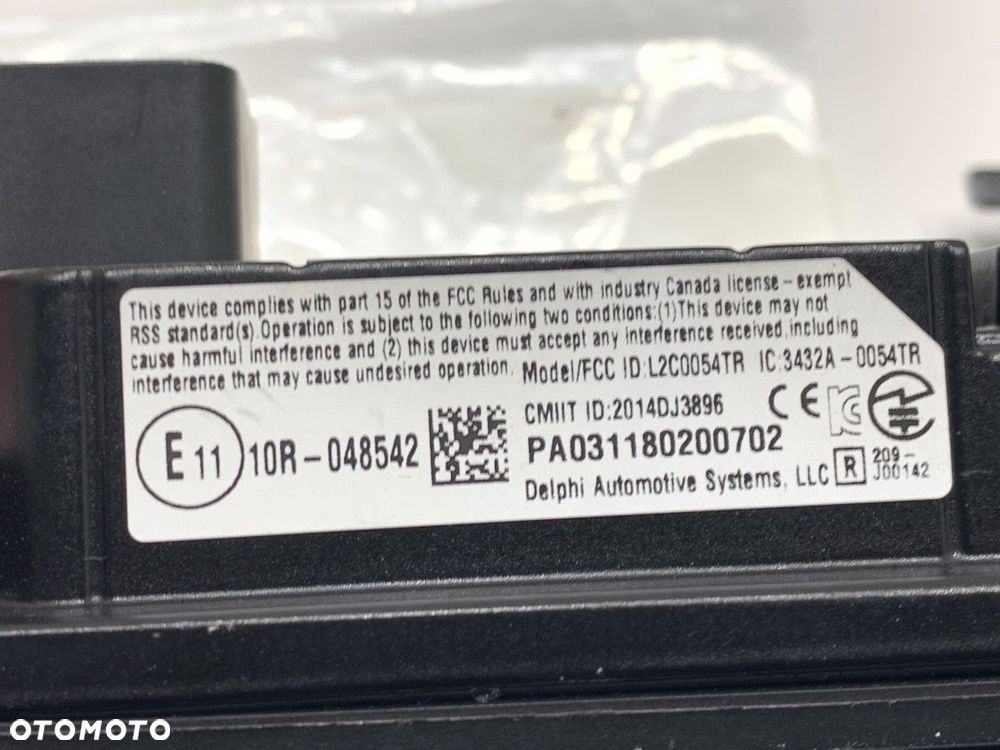 This device complies with part 15 of the FCC Rules and with industry Canada license-exempt
RSS standard(s). Operation is subject to the following two conditions:(1)This device may not
cause harmful interference and (2) this device must accept any interference received, including
interference that may cause undesired operation. Model/FCC ID:L2C0054TR IC:3432A-0054TR
CMIIT ID:2014DJ3896 CE
E11 10R-048542 PA031180200702
Delphi Automotive Systems, LLC R 209-
J00142
OTOMOTO